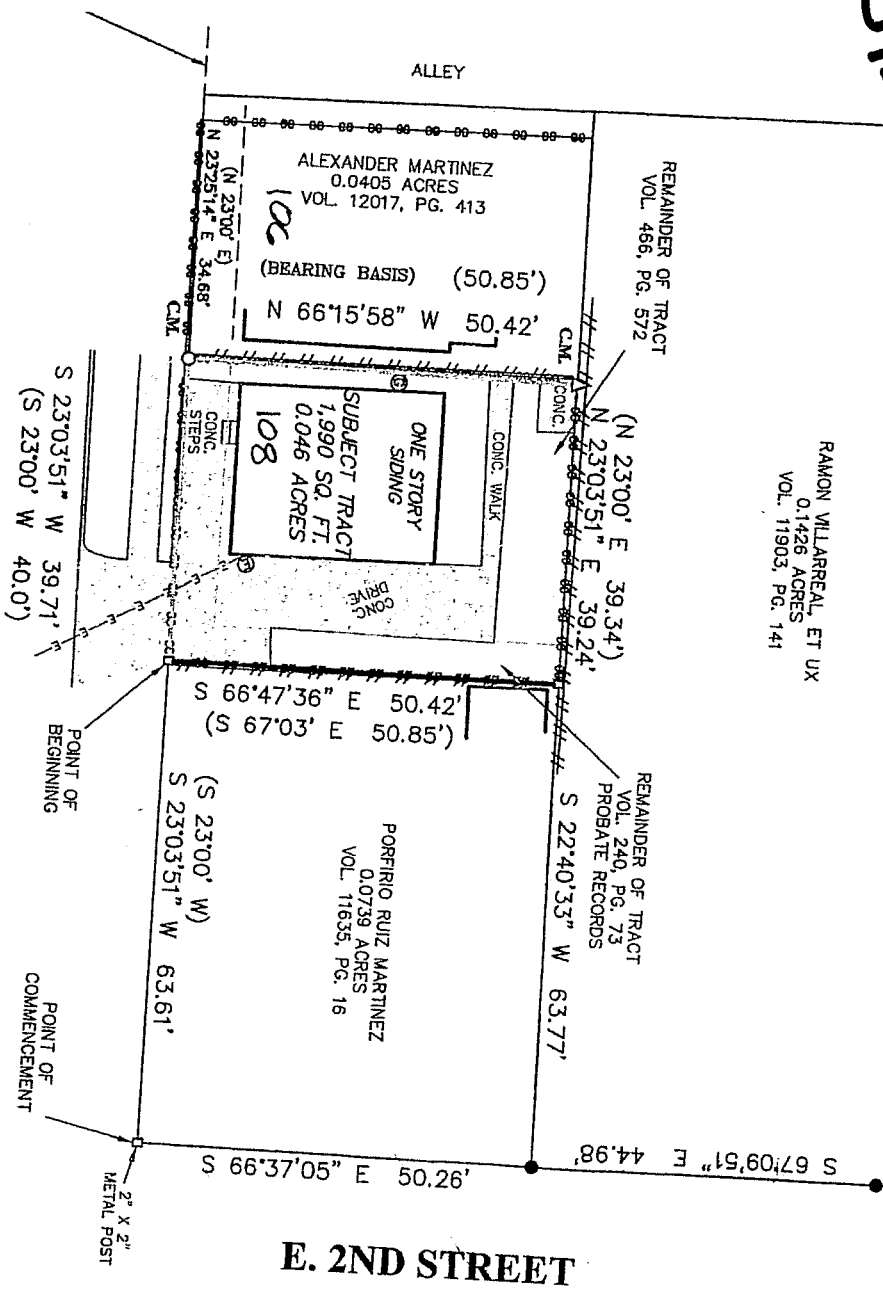 ALLEY
ALEXANDER MARTINEZ
0.0405 ACRES
VOL. 12017, PG. 413
106
(BEARING BASIS) (50.85')
N 66°15'58" W 50.42'
(N 23°00' E)
N 23°25'14" E 34.68'
C.M.
C.M.
REMAINDER OF TRACT
VOL. 466, PG. 572
RAMON VILLARREAL, ET UX
0.1426 ACRES
VOL. 11903, PG. 141
(N 23°00' E 39.34')
N 23°03'51" E 39.24'
CONC.
CONC. WALK
ONE STORY
SIDING
SUBJECT TRACT
1,990 SQ. FT.
0.046 ACRES
108
CONC.
STEPS
CONC.
DRIVE
E
E
E
E
E
E
S 23°03'51" W 39.71'
(S 23°00' W 40.0')
S 66°47'36" E 50.42'
(S 67°03' E 50.85')
POINT OF
BEGINNING
REMAINDER OF TRACT
VOL. 240, PG. 73
PROBATE RECORDS
S 22°40'33" W 63.77'
PORFIRIO RUIZ MARTINEZ
0.0739 ACRES
VOL. 11635, PG. 16
(S 23°00' W)
S 23°03'51" W 63.61'
POINT OF
COMMENCEMENT
2" X 2"
METAL POST
S 66°37'05" E 50.26'
S 67°09'51" E 44.98'
E. 2ND STREET